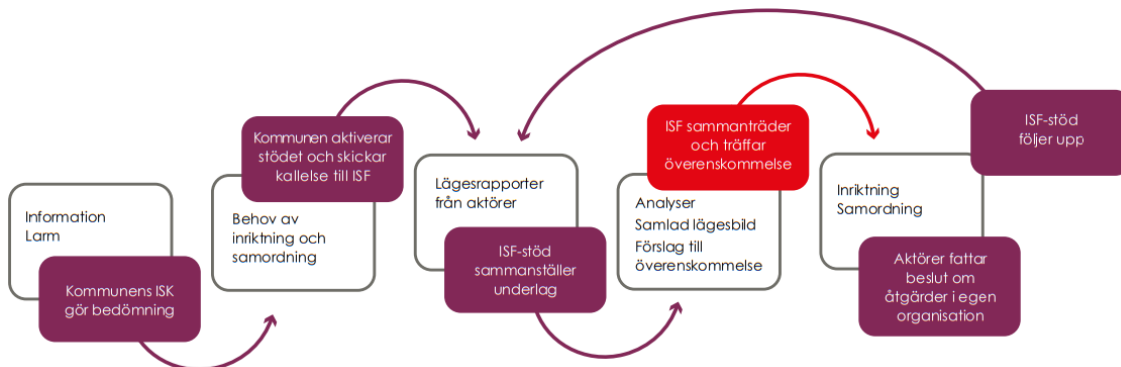 Information
Larm
Kommunens ISK
gör bedömning
Kommunen aktiverar
stödet och skickar
kallelse till ISF
Behov av
inriktning och
samordning
Lägesrapporter
från aktörer
ISF-stöd
sammanställer
underlag
ISF sammanträder
och träffar
överenskommelse
Analyser
Samlad lägesbild
Förslag till
överenskommelse
Inriktning
Samordning
Aktörer fattar
beslut om
åtgärder i egen
organisation
ISF-stöd
följer upp